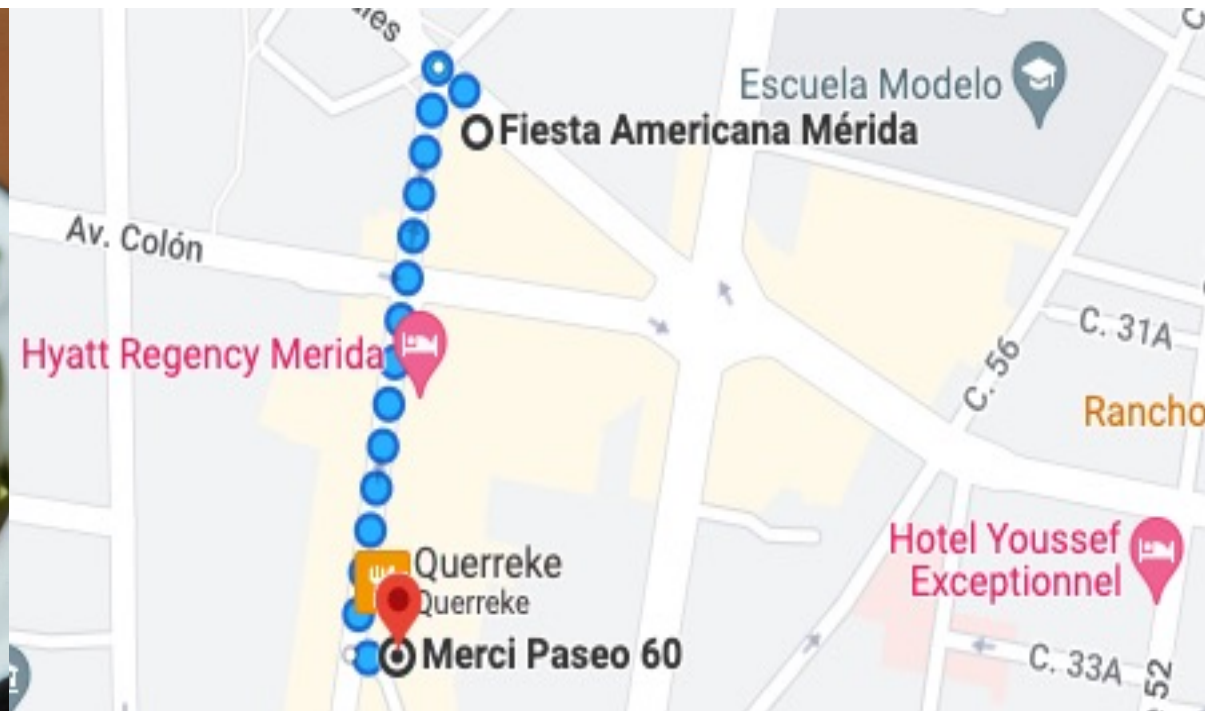 Escuela Modelo
Fiesta Americana Mérida
Av. Colón
C. 31A
Hyatt Regency Merida
C. 56
Rancho
Hotel Youssef
Exceptionnel
Querreke
Querreke
Merci Paseo 60
C. 33A
52